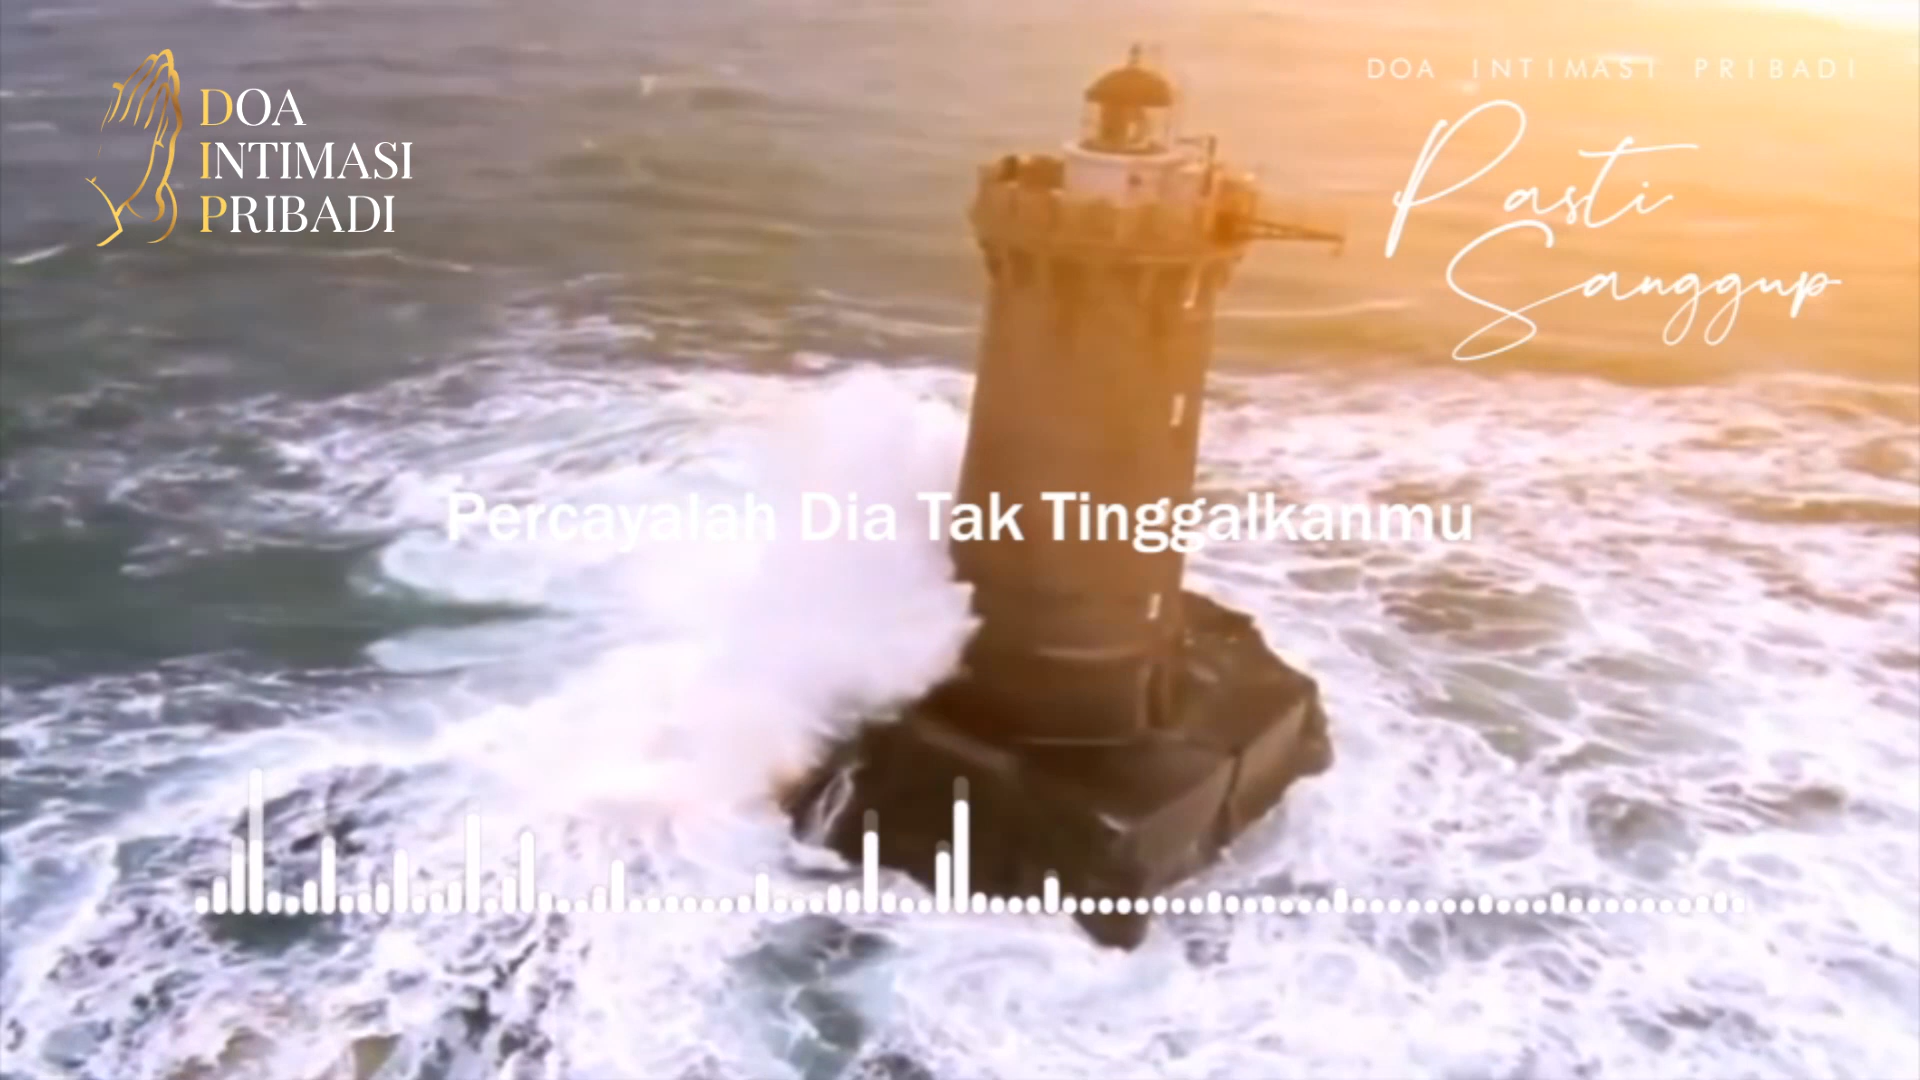 DOA
INTIMASI
PRIBADI
DOA INTIMASI PRIBADI
Pasti
Sanggup
Percayalah Dia Tak Tinggalkanmu